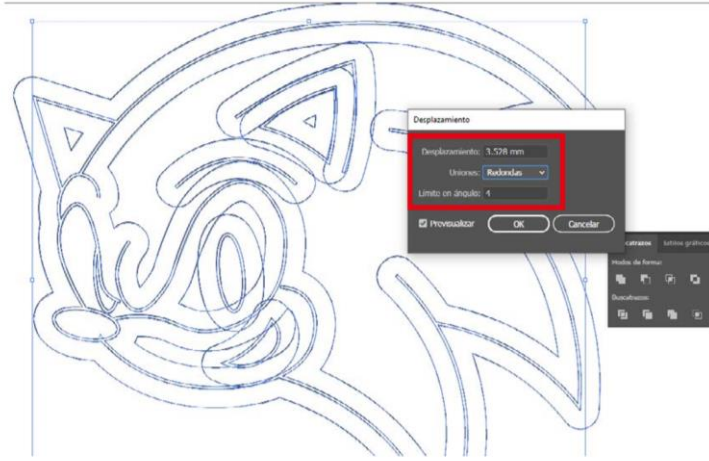 Desplazamiento
Desplazamiento: 3.528 mm
Uniones: Redondas
Límite en ángulo: 4
Previsualizar
OK
Cancelar
Modos de forma:
Buscatrazos: